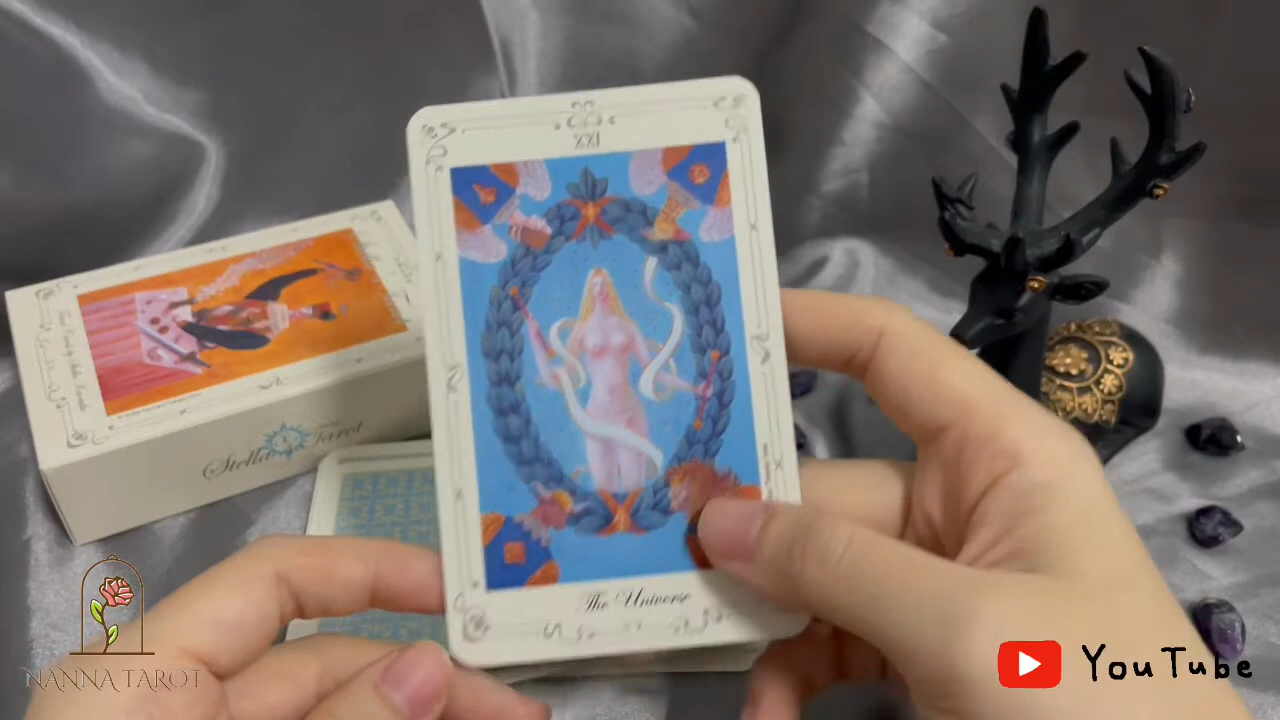 XXI
The Universe
Stella Tarot
NANNA TAROT
YouTube